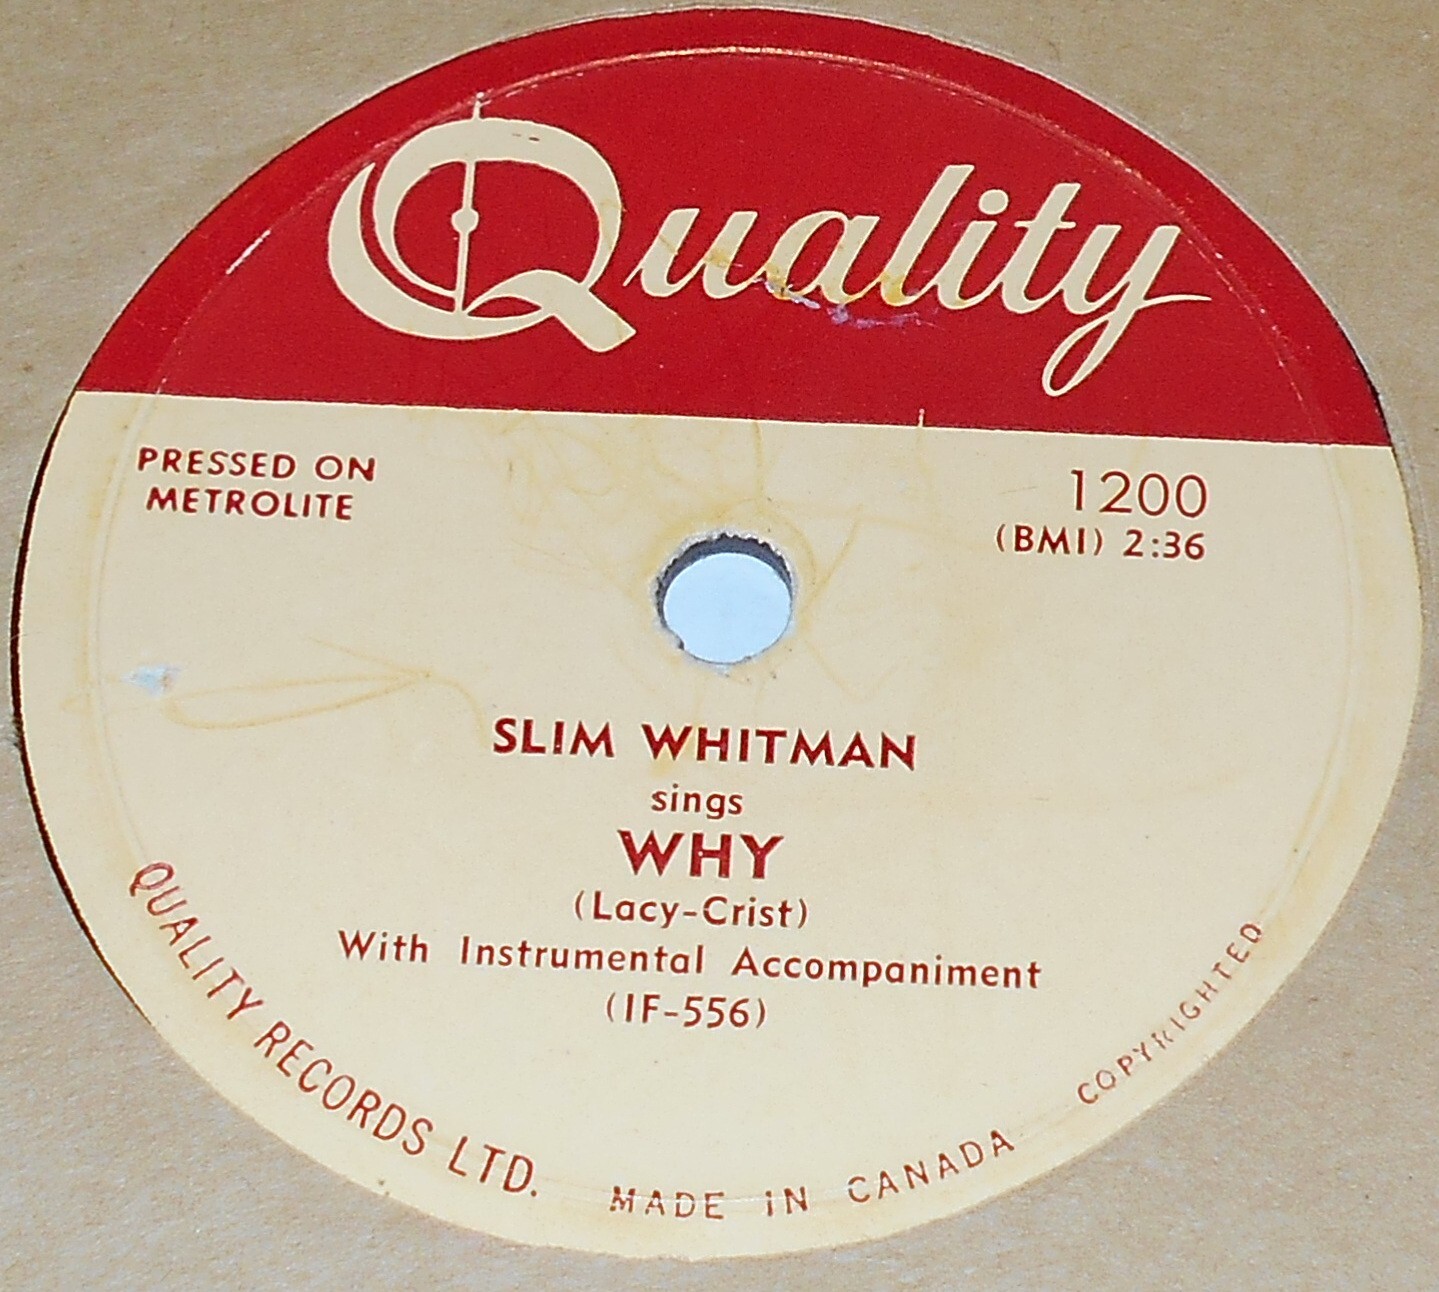 Quality
PRESSED ON
METROLITE
1200
(BMI) 2:36
SLIM WHITMAN
sings
WHY
(Lacy-Crist)
With Instrumental Accompaniment
(IF-556)
QUALITY RECORDS LTD.
MADE IN CANADA
COPYRIGHTED